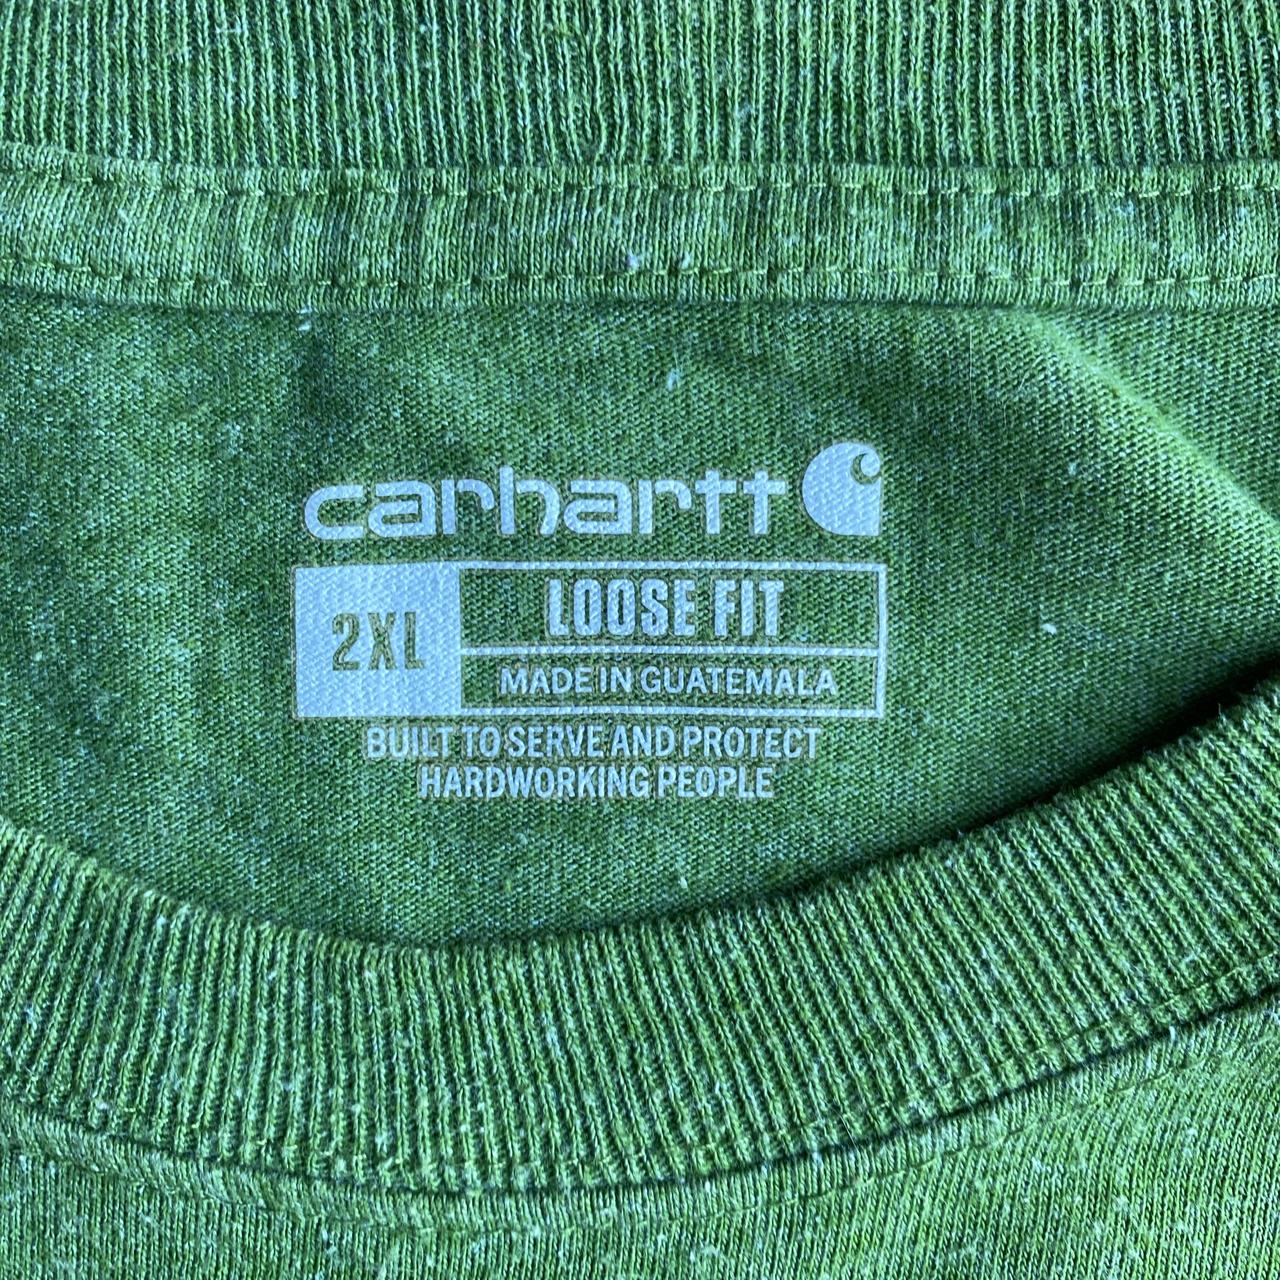 carhartt
2XL
LOOSE FIT
MADE IN GUATEMALA
BUILT TO SERVE AND PROTECT
HARDWORKING PEOPLE